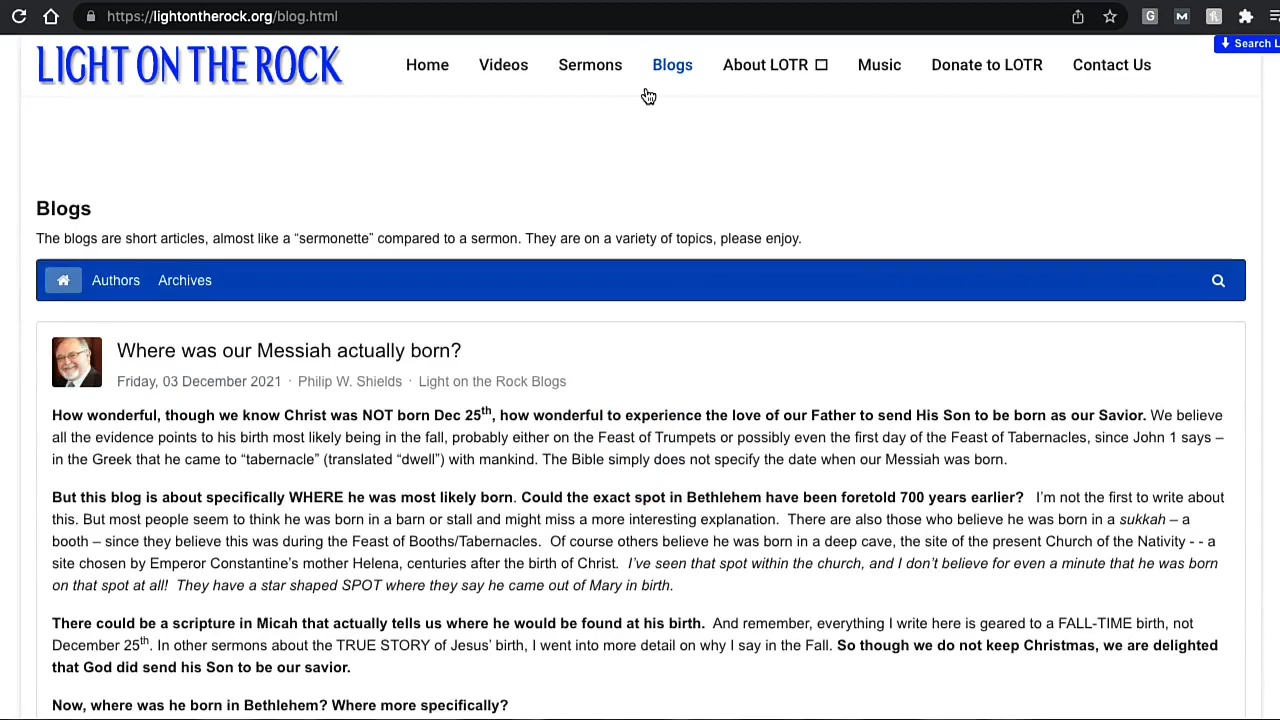 https://lightontherock.org/blog.html
Search L
LIGHT ON THE ROCK
Home Videos Sermons Blogs About LOTR Music Donate to LOTR Contact Us
Blogs
The blogs are short articles, almost like a “sermonette” compared to a sermon. They are on a variety of topics, please enjoy.
Authors Archives
Where was our Messiah actually born?
Friday, 03 December 2021 · Philip W. Shields · Light on the Rock Blogs
How wonderful, though we know Christ was NOT born Dec 25th, how wonderful to experience the love of our Father to send His Son to be born as our Savior. We believe
all the evidence points to his birth most likely being in the fall, probably either on the Feast of Trumpets or possibly even the first day of the Feast of Tabernacles, since John 1 says –
in the Greek that he came to “tabernacle” (translated “dwell”) with mankind. The Bible simply does not specify the date when our Messiah was born.
But this blog is about specifically WHERE he was most likely born. Could the exact spot in Bethlehem have been foretold 700 years earlier? I’m not the first to write about
this. But most people seem to think he was born in a barn or stall and might miss a more interesting explanation. There are also those who believe he was born in a sukkah – a
booth – since they believe this was during the Feast of Booths/Tabernacles. Of course others believe he was born in a deep cave, the site of the present Church of the Nativity - - a
site chosen by Emperor Constantine’s mother Helena, centuries after the birth of Christ. I’ve seen that spot within the church, and I don’t believe for even a minute that he was born
on that spot at all! They have a star shaped SPOT where they say he came out of Mary in birth.
There could be a scripture in Micah that actually tells us where he would be found at his birth. And remember, everything I write here is geared to a FALL-TIME birth, not
December 25th. In other sermons about the TRUE STORY of Jesus’ birth, I went into more detail on why I say in the Fall. So though we do not keep Christmas, we are delighted
that God did send his Son to be our savior.
Now, where was he born in Bethlehem? Where more specifically?